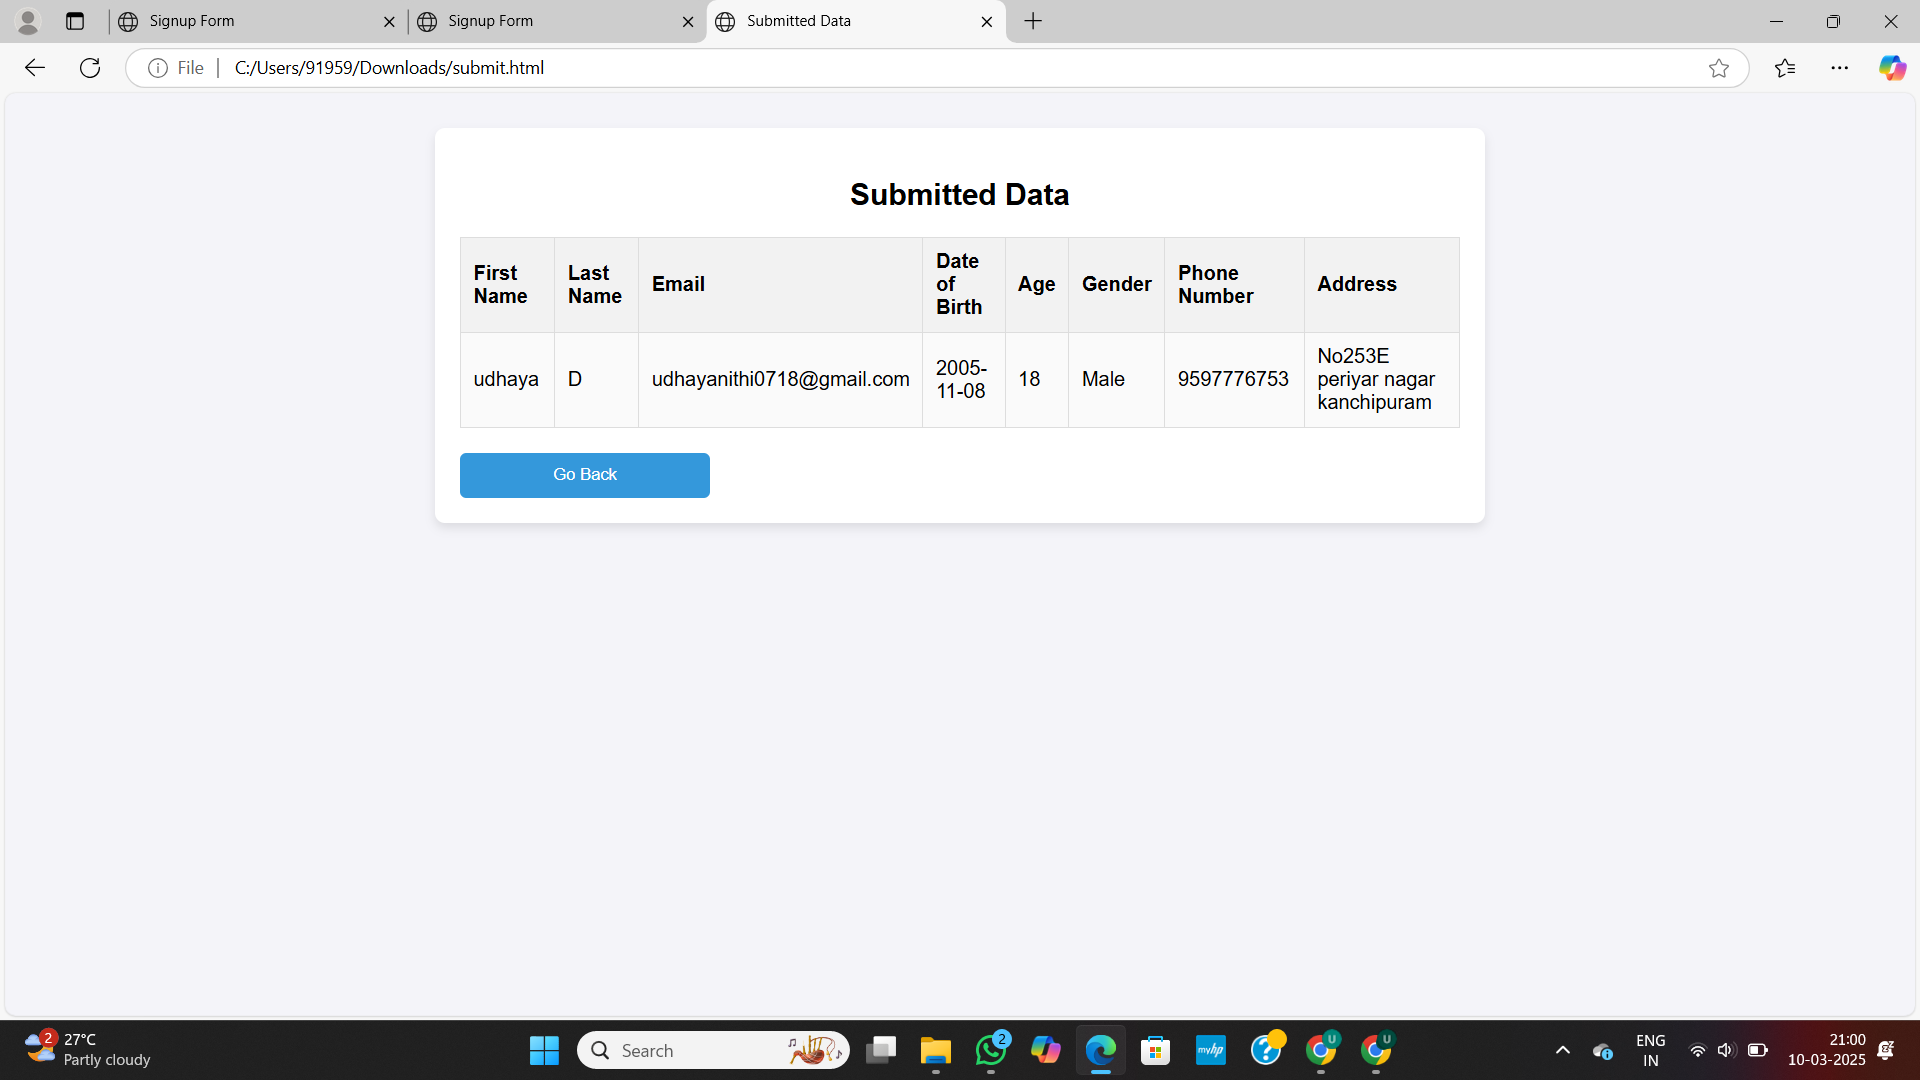 Signup Form
Signup Form
Submitted Data
File
C:/Users/91959/Downloads/submit.html
Submitted Data
First
Name
Last
Name
Email
Date
of
Birth
Age
Gender
Phone
Number
Address
udhaya
D
udhayanithi0718@gmail.com
2005-
11-08
18
Male
9597776753
No253E
periyar nagar
kanchipuram
Go Back
2
27°C
Partly cloudy
Search
2
myhp
?
U
U
ENG
IN
21:00
10-03-2025